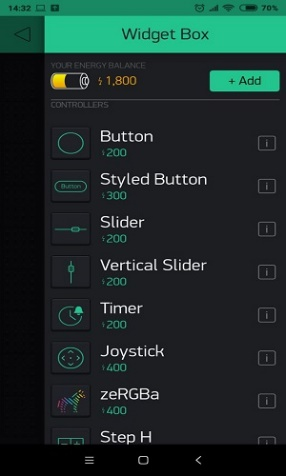 14:32
70%
Widget Box
YOUR ENERGY BALANCE
1,800
+ Add
CONTROLLERS
Button
200
i
Button
Styled Button
300
i
Slider
200
i
Vertical Slider
200
i
Timer
200
i
Joystick
400
i
zeRGBa
400
i
Step H